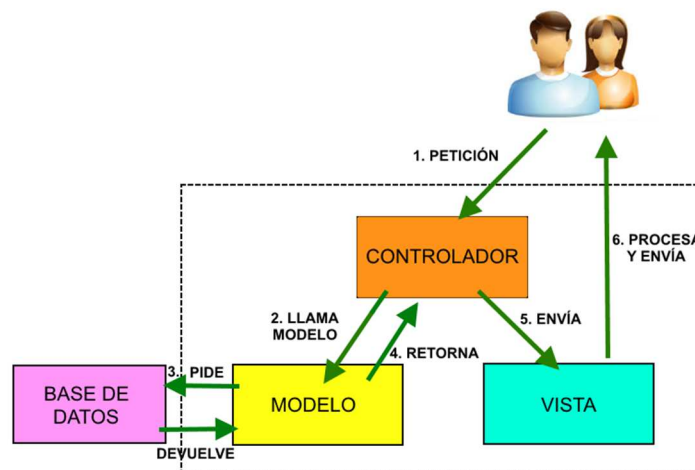 1. PETICIÓN
CONTROLADOR
6. PROCESA
Y ENVÍA
2. LLAMA
MODELO
5. ENVÍA
4. RETORNA
3. PIDE
BASE DE
DATOS
MODELO
VISTA
DEVUELVE